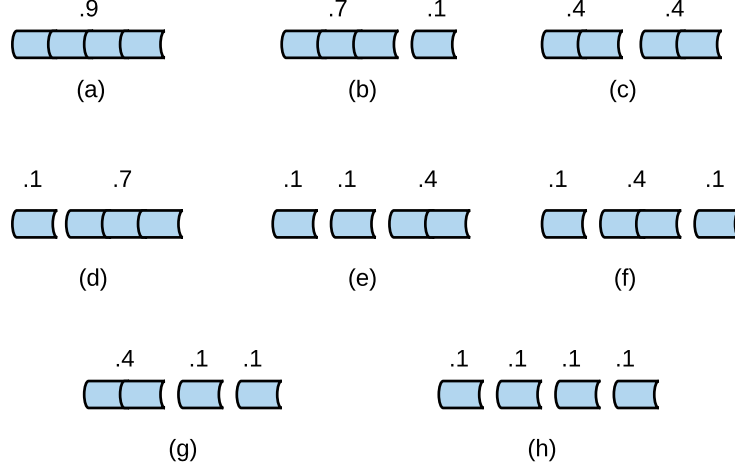 .9 .7 .1 .4 .4
(a) (b) (c)
.1 .7 .1 .1 .4 .1 .4 .1
(d) (e) (f)
.4 .1 .1 .1 .1 .1 .1
(g) (h)